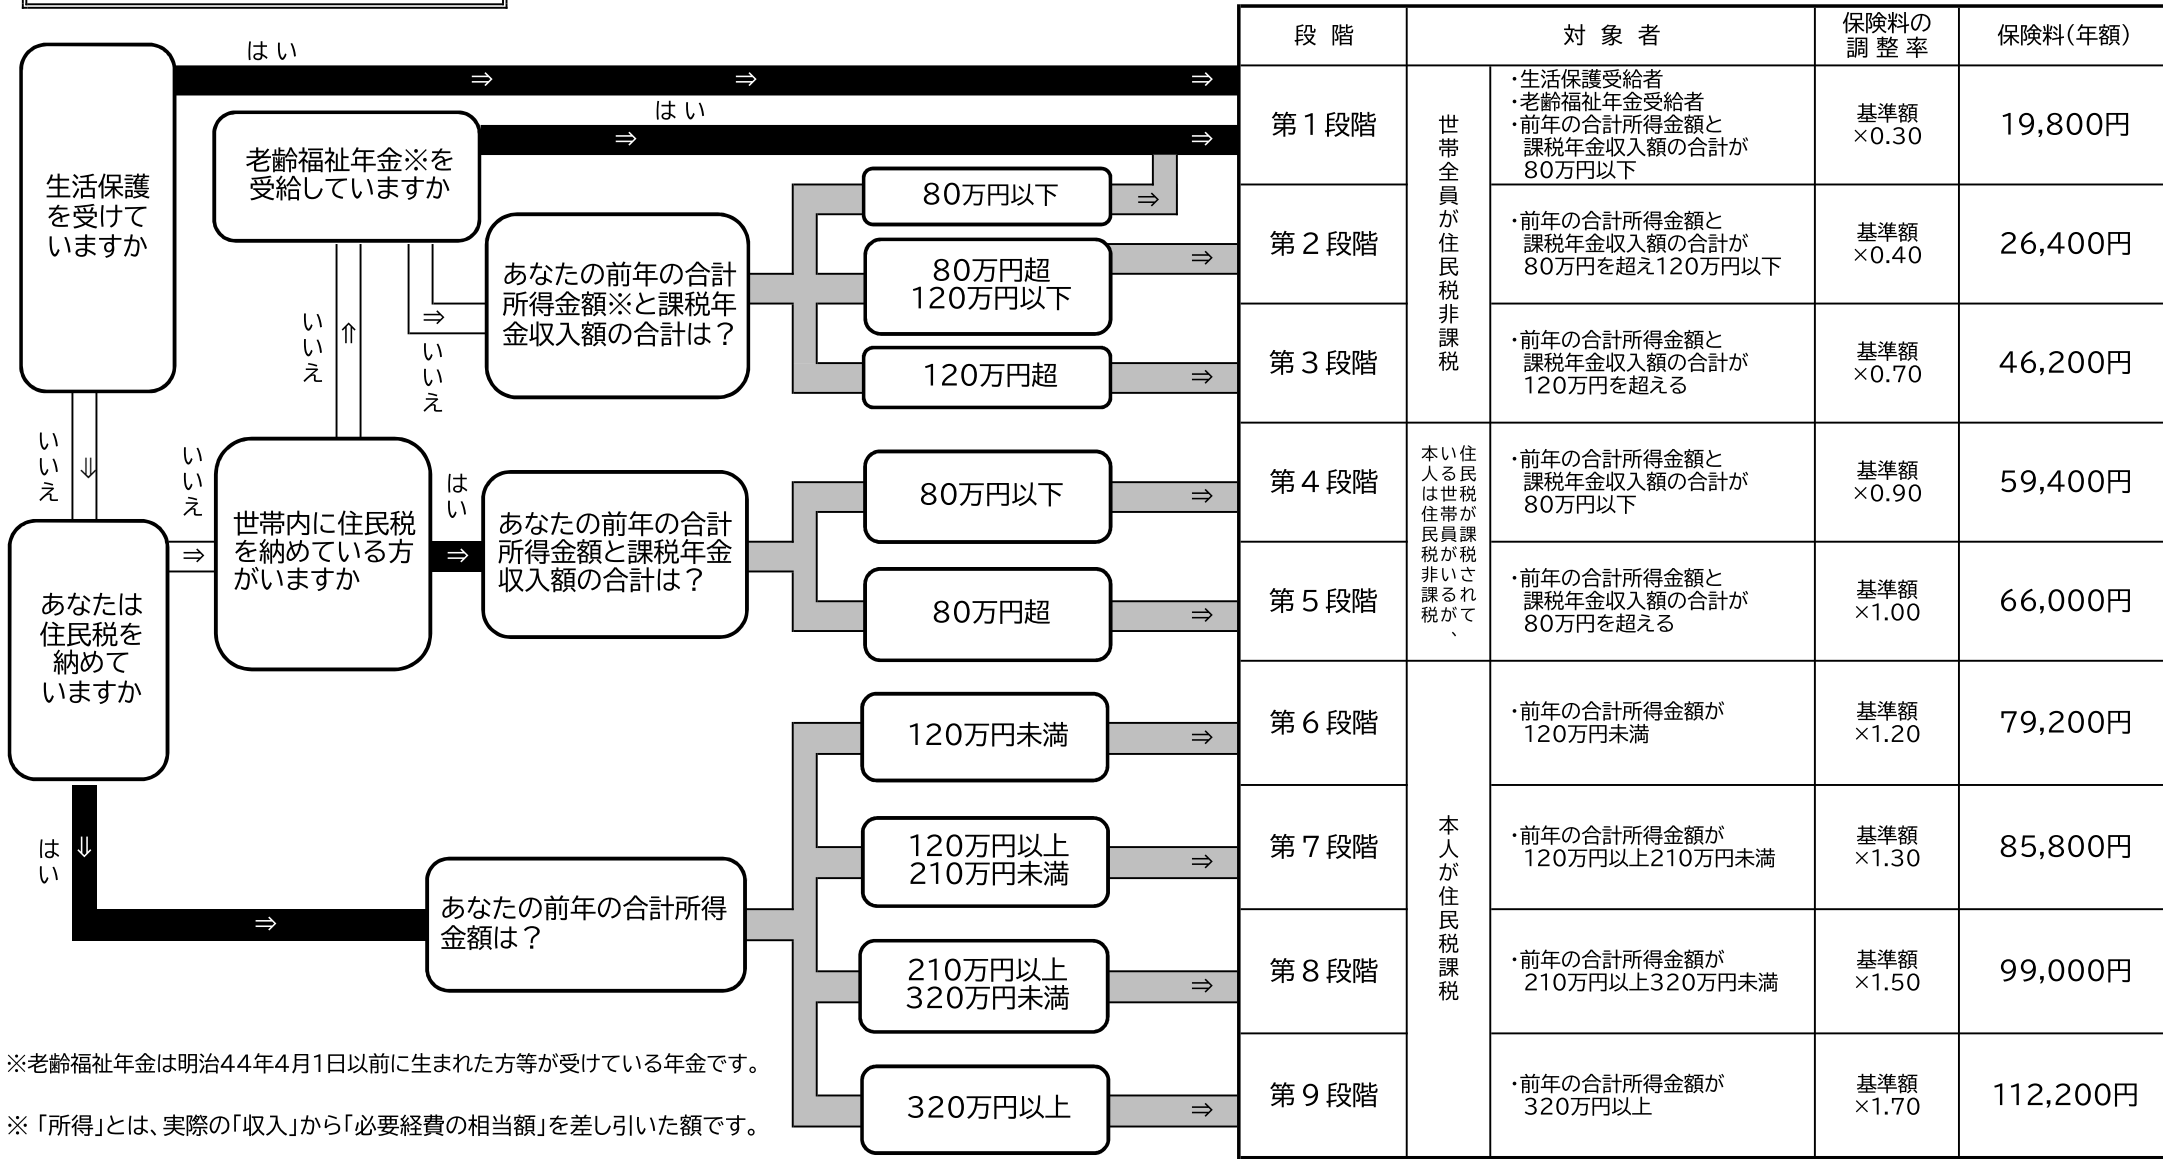 はい
⇒ ⇒ ⇒
生活保護
を受けて
いますか
はい
⇒ ⇒
老齢福祉年金※を
受給していますか
いいえ
⇑
⇒
いいえ
あなたの前年の合計
所得金額※と課税年
金収入額の合計は？
80万円以下
⇒
80万円超
120万円以下
⇒
120万円超
⇒
いいえ
⇓
あなたは
住民税を
納めて
いますか
いいえ
⇒
世帯内に住民税
を納めている方
がいますか
はい
⇒
あなたの前年の合計
所得金額と課税年金
収入額の合計は？
80万円以下
⇒
80万円超
⇒
はい
⇓
⇒
あなたの前年の合計所得
金額は？
120万円未満
⇒
120万円以上
210万円未満
⇒
210万円以上
320万円未満
⇒
320万円以上
⇒
※老齢福祉年金は明治44年4月1日以前に生まれた方等が受けている年金です。
※「所得」とは、実際の「収入」から「必要経費の相当額」を差し引いた額です。
段 階
対 象 者
保険料の
調 整 率
保険料(年額)
世帯全員が住民税非課税
第1段階
・生活保護受給者
・老齢福祉年金受給者
・前年の合計所得金額と
課税年金収入額の合計が
80万円以下
基準額
×0.30
19,800円
第2段階
・前年の合計所得金額と
課税年金収入額の合計が
80万円を超え120万円以下
基準額
×0.40
26,400円
第3段階
・前年の合計所得金額と
課税年金収入額の合計が
120万円を超える
基準額
×0.70
46,200円
住民税が課税されて
いる世帯員がいるが、
本人は住民税非課税
第4段階
・前年の合計所得金額と
課税年金収入額の合計が
80万円以下
基準額
×0.90
59,400円
第5段階
・前年の合計所得金額と
課税年金収入額の合計が
80万円を超える
基準額
×1.00
66,000円
本人が住民税課税
第6段階
・前年の合計所得金額が
120万円未満
基準額
×1.20
79,200円
第7段階
・前年の合計所得金額が
120万円以上210万円未満
基準額
×1.30
85,800円
第8段階
・前年の合計所得金額が
210万円以上320万円未満
基準額
×1.50
99,000円
第9段階
・前年の合計所得金額が
320万円以上
基準額
×1.70
112,200円